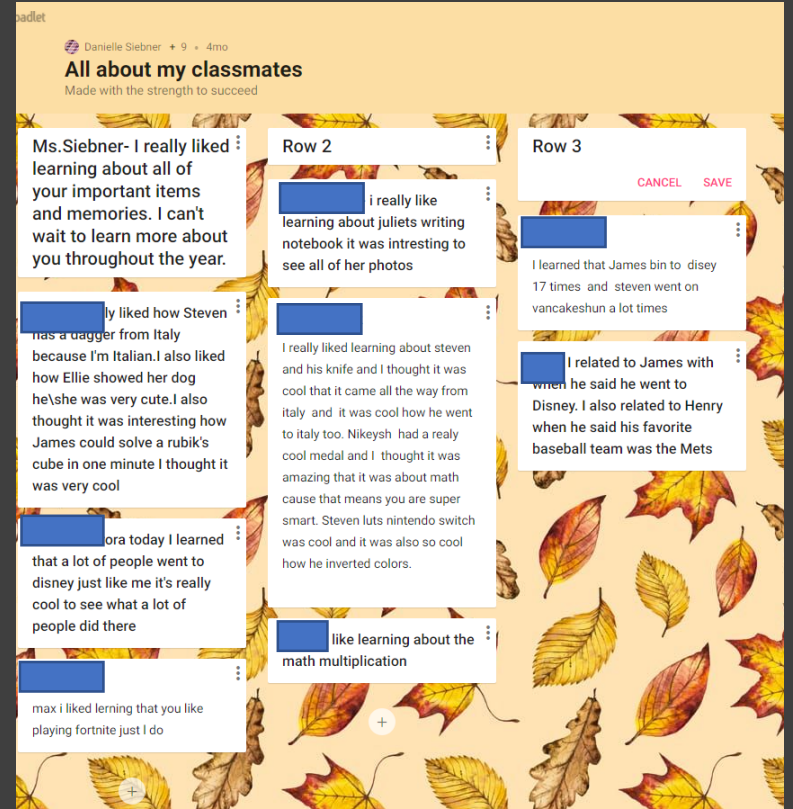 padlet
Danielle Siebner + 9 • 4mo
All about my classmates
Made with the strength to succeed
Ms.Siebner- I really liked
learning about all of
your important items
and memories. I can't
wait to learn more about
you throughout the year.
ly liked how Steven
has a dagger from Italy
because I'm Italian.I also liked
how Ellie showed her dog
he\she was very cute.I also
thought it was interesting how
James could solve a rubik's
cube in one minute I thought it
was very cool
ora today I learned
that a lot of people went to
disney just like me it's really
cool to see what a lot of
people did there
max i liked lerning that you like
playing fortnite just I do
Row 2
i really like
learning about juliets writing
notebook it was intresting to
see all of her photos
I really liked learning about steven
and his knife and I thought it was
cool that it came all the way from
italy and it was cool how he went
to italy too. Nikeysh had a realy
cool medal and I thought it was
amazing that it was about math
cause that means you are super
smart. Steven luts nintendo switch
was cool and it was also so cool
how he inverted colors.
like learning about the
math multiplication
Row 3
CANCEL SAVE
I learned that James bin to disey
17 times and steven went on
vancakeshun a lot times
I related to James with
when he said he went to
Disney. I also related to Henry
when he said his favorite
baseball team was the Mets